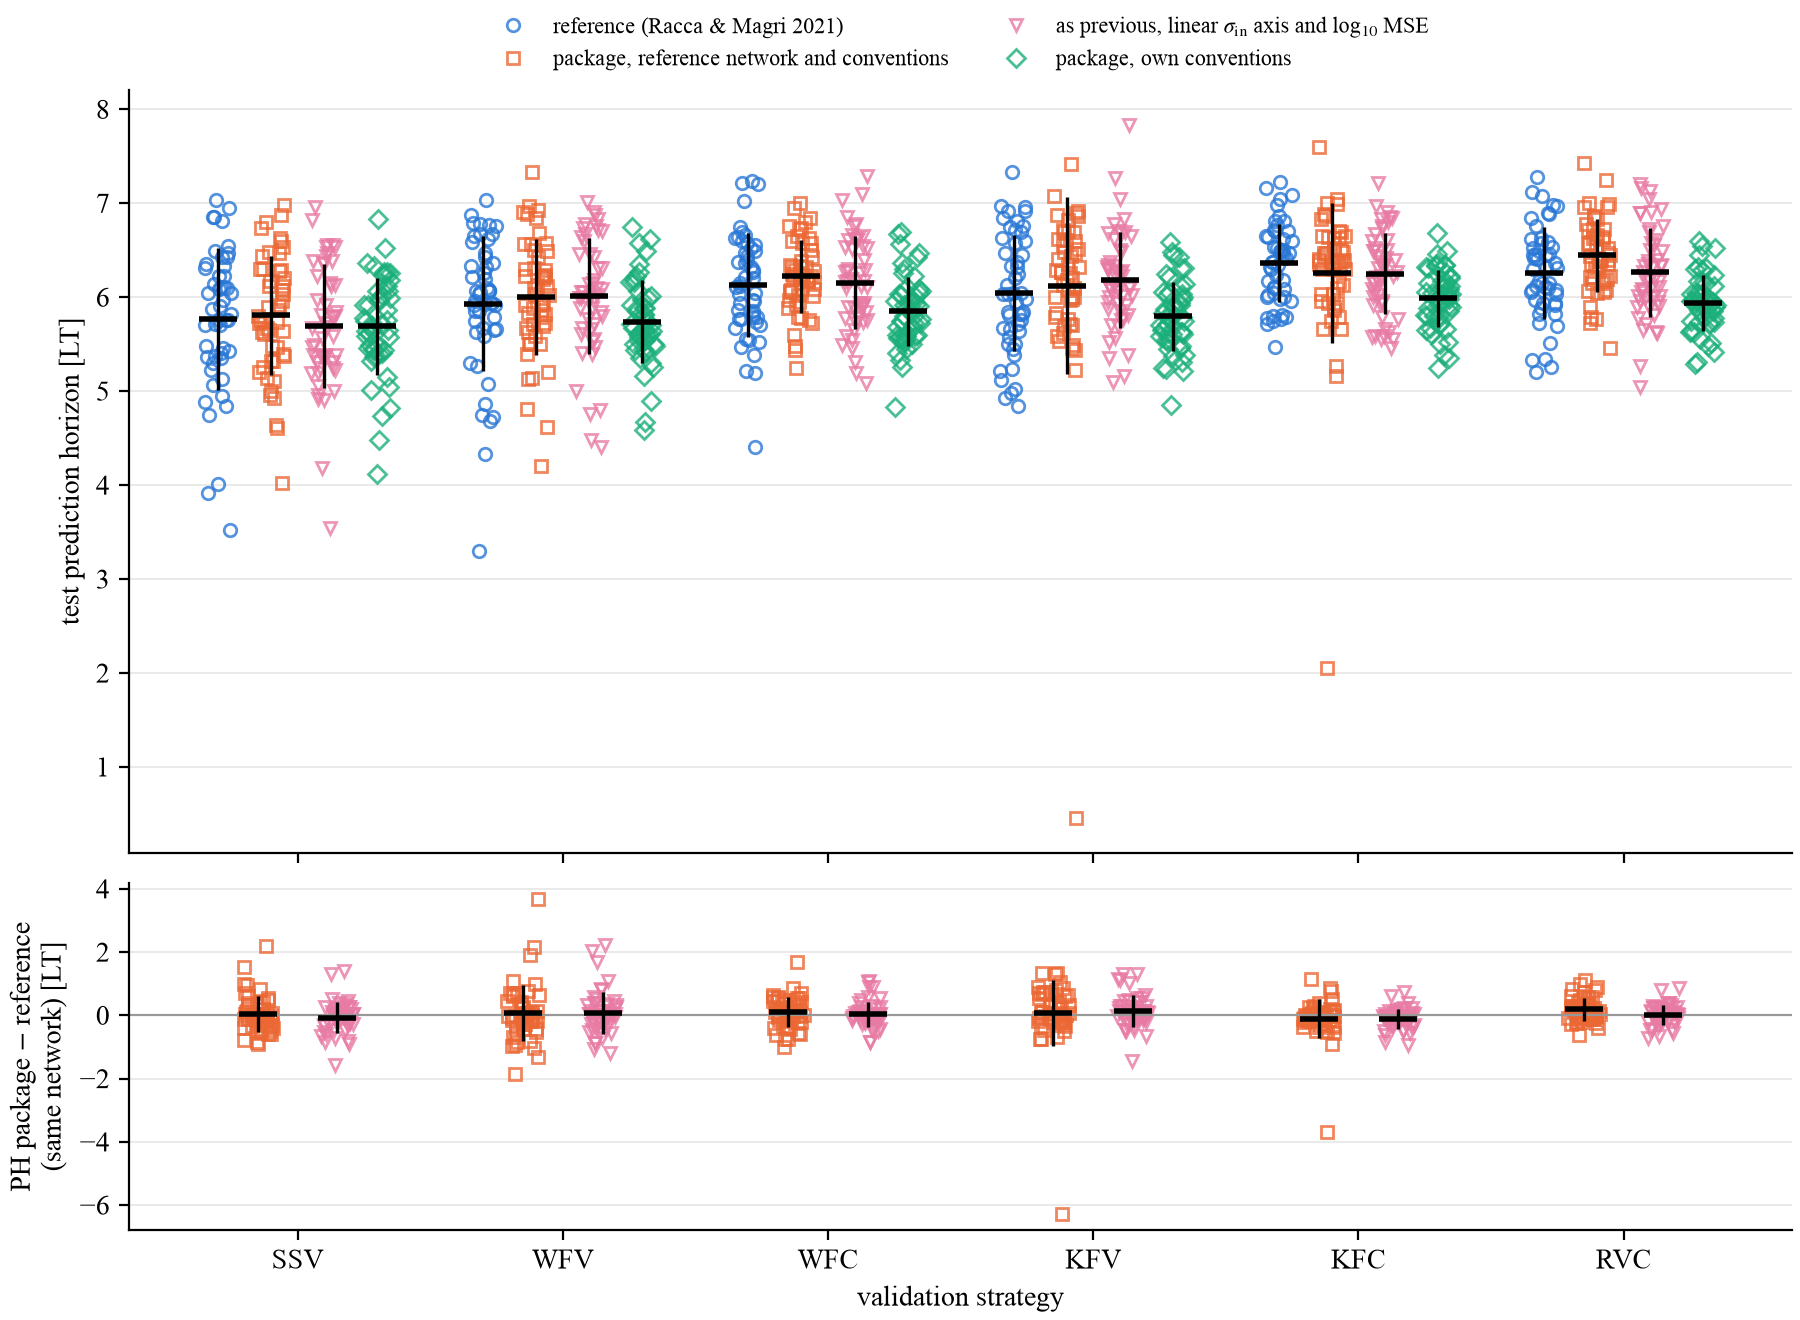 reference (Racca & Magri 2021)
package, reference network and conventions
as previous, linear σin axis and log10 MSE
package, own conventions
test prediction horizon [LT]
8
7
6
5
4
3
2
1
PH package − reference
(same network) [LT]
4
2
0
−2
−4
−6
SSV
WFV
WFC
KFV
KFC
RVC
validation strategy